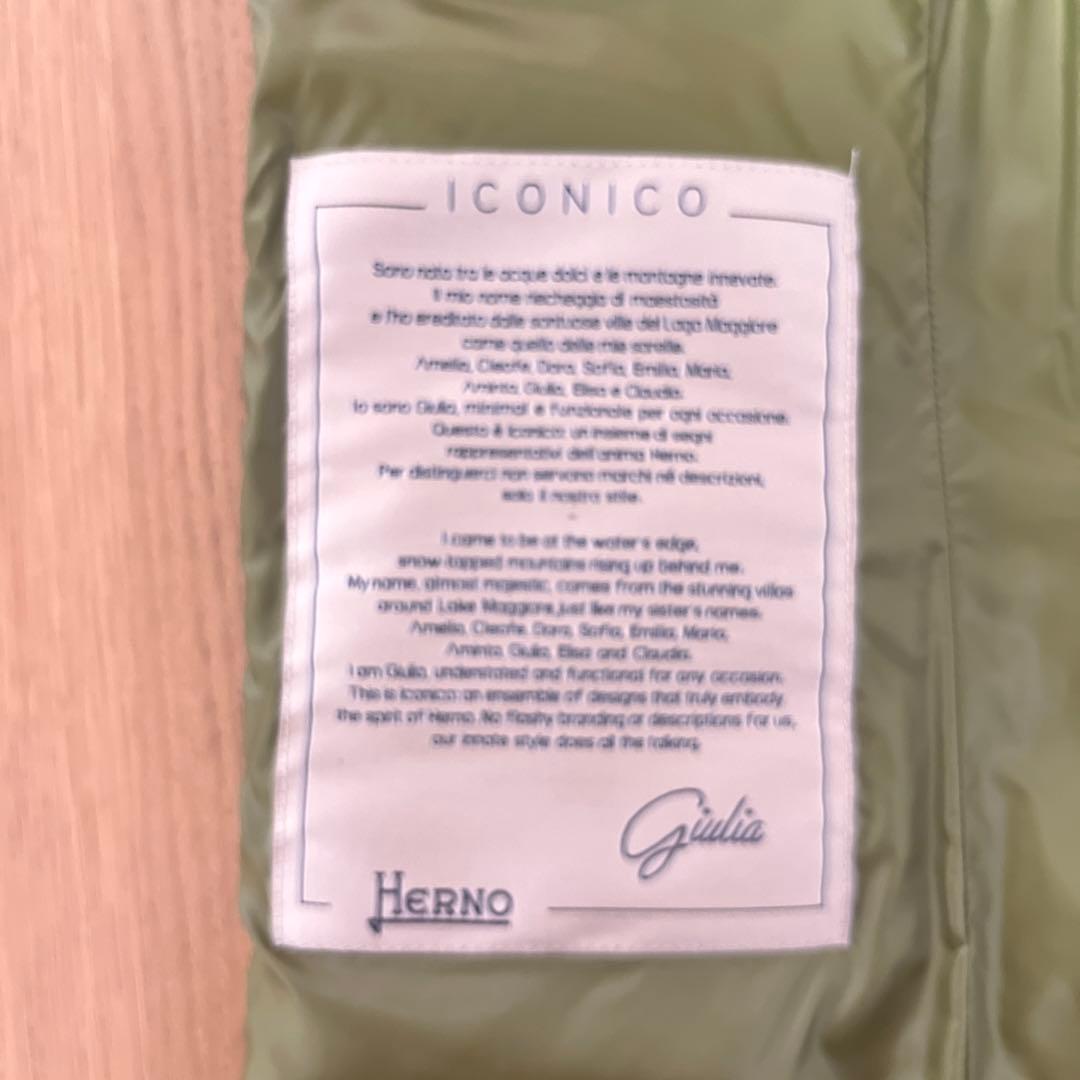 ICONICO
Sono nato tra le acque dolci e le montagne innevate.
Il mio nome riecheggia di maestosità
e l'ho ereditato dalle sontuose ville del Lago Maggiore
come quello delle mie sorelle.
Amelia, Cleofe, Dora, Sofia, Emilia, Maria,
Aminta, Giulia, Elisa e Claudia.
Io sono Giulia, minimal e funzionale per ogni occasione.
Questo è Iconico: un insieme di segni
rappresentativi dell'anima Herno.
Per distinguerci non servono marchi né descrizioni,
solo il nostro stile.
-
I came to be at the water's edge,
snow-topped mountains rising up behind me.
My name, almost majestic, comes from the stunning villas
around Lake Maggiore, just like my sister's names.
Amelia, Cleofe, Dora, Sofia, Emilia, Maria,
Aminta, Giulia, Elisa and Claudia.
I am Giulia, understated and functional for any occasion.
This is Iconico: an ensemble of designs that truly embody
the spirit of Herno. No flashy branding or descriptions for us,
our innate style does all the talking.
Giulia
HERNO